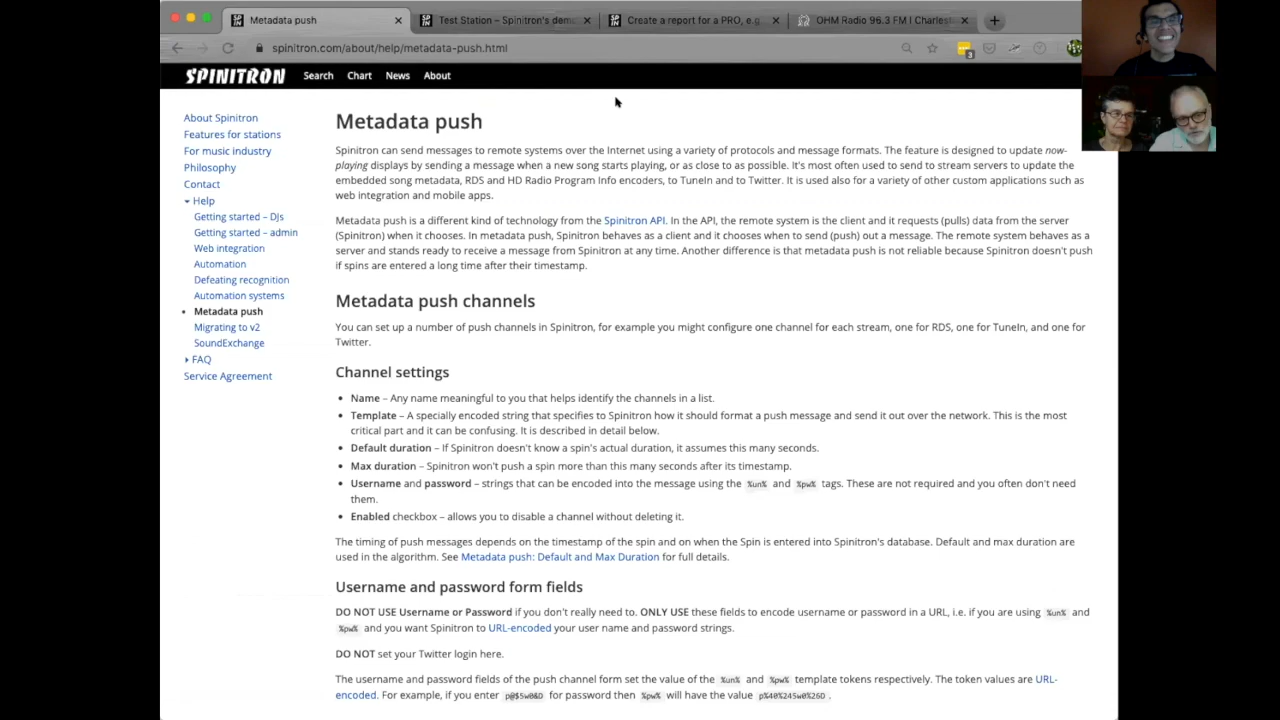 Metadata push
Test Station – Spinitron's dem
Create a report for a PRO, e.g.
OHM Radio 96.3 FM | Charlest
spinitron.com/about/help/metadata-push.html
3
SPINITRON Search Chart News About
About Spinitron
Features for stations
For music industry
Philosophy
Contact
Help
Getting started – DJs
Getting started – admin
Web integration
Automation
Defeating recognition
Automation systems
Metadata push
Migrating to v2
SoundExchange
FAQ
Service Agreement
Metadata push
Spinitron can send messages to remote systems over the Internet using a variety of protocols and message formats. The feature is designed to update now-
playing displays by sending a message when a new song starts playing, or as close to as possible. It's most often used to send to stream servers to update the
embedded song metadata, RDS and HD Radio Program Info encoders, to TuneIn and to Twitter. It is used also for a variety of other custom applications such as
web integration and mobile apps.
Metadata push is a different kind of technology from the Spinitron API. In the API, the remote system is the client and it requests (pulls) data from the server
(Spinitron) when it chooses. In metadata push, Spinitron behaves as a client and it chooses when to send (push) out a message. The remote system behaves as a
server and stands ready to receive a message from Spinitron at any time. Another difference is that metadata push is not reliable because Spinitron doesn't push
if spins are entered a long time after their timestamp.
Metadata push channels
You can set up a number of push channels in Spinitron, for example you might configure one channel for each stream, one for RDS, one for TuneIn, and one for
Twitter.
Channel settings
• Name – Any name meaningful to you that helps identify the channels in a list.
• Template – A specially encoded string that specifies to Spinitron how it should format a push message and send it out over the network. This is the most
critical part and it can be confusing. It is described in detail below.
• Default duration – If Spinitron doesn't know a spin's actual duration, it assumes this many seconds.
• Max duration – Spinitron won't push a spin more than this many seconds after its timestamp.
• Username and password – strings that can be encoded into the message using the %un% and %pw% tags. These are not required and you often don't need
them.
• Enabled checkbox – allows you to disable a channel without deleting it.
The timing of push messages depends on the timestamp of the spin and on when the Spin is entered into Spinitron's database. Default and max duration are
used in the algorithm. See Metadata push: Default and Max Duration for full details.
Username and password form fields
DO NOT USE Username or Password if you don't really need to. ONLY USE these fields to encode username or password in a URL, i.e. if you are using %un% and
%pw% and you want Spinitron to URL-encoded your user name and password strings.
DO NOT set your Twitter login here.
The username and password fields of the push channel form set the value of the %un% and %pw% template tokens respectively. The token values are URL-
encoded. For example, if you enter p@$5w0&D for password then %pw% will have the value p%40%245w0%26D.